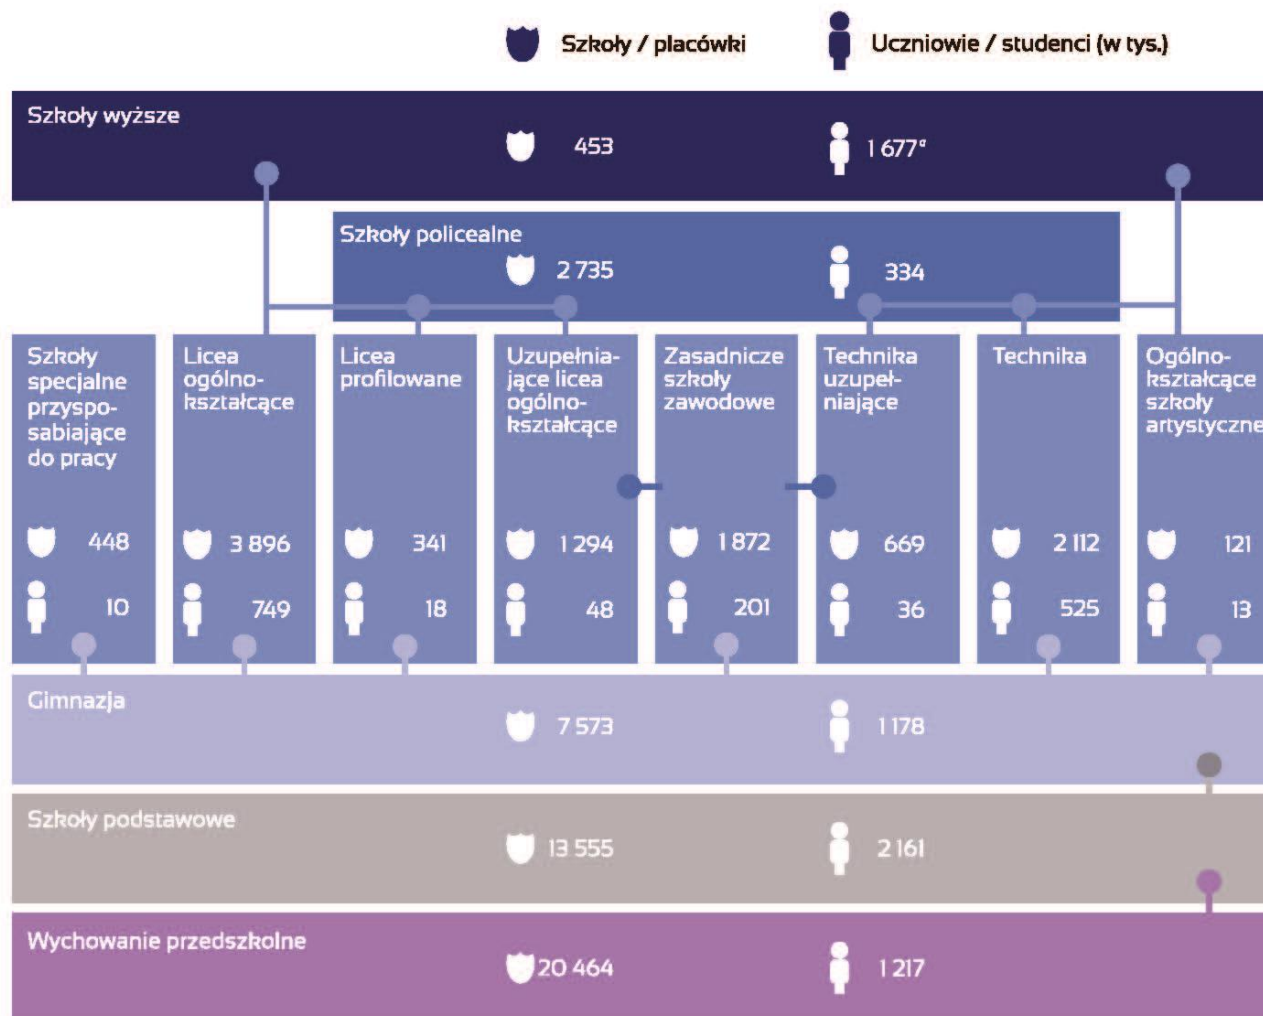 Szkoły / placówki
Uczniowie / studenci (w tys.)
Szkoły wyższe
453
1 677ᵃ
Szkoły policealne
2 735
334
Szkoły
specjalne
przyspo-
sabiające
do pracy
448
10
Licea
ogólno-
kształcące
3 896
749
Licea
profilowane
341
18
Uzupełnia-
jące licea
ogólno-
kształcące
1 294
48
Zasadnicze
szkoły
zawodowe
1 872
201
Technika
uzupeł-
niające
669
36
Technika
2 112
525
Ogólno-
kształcące
szkoły
artystyczne
121
13
Gimnazja
7 573
1 178
Szkoły podstawowe
13 555
2 161
Wychowanie przedszkolne
20 464
1 217